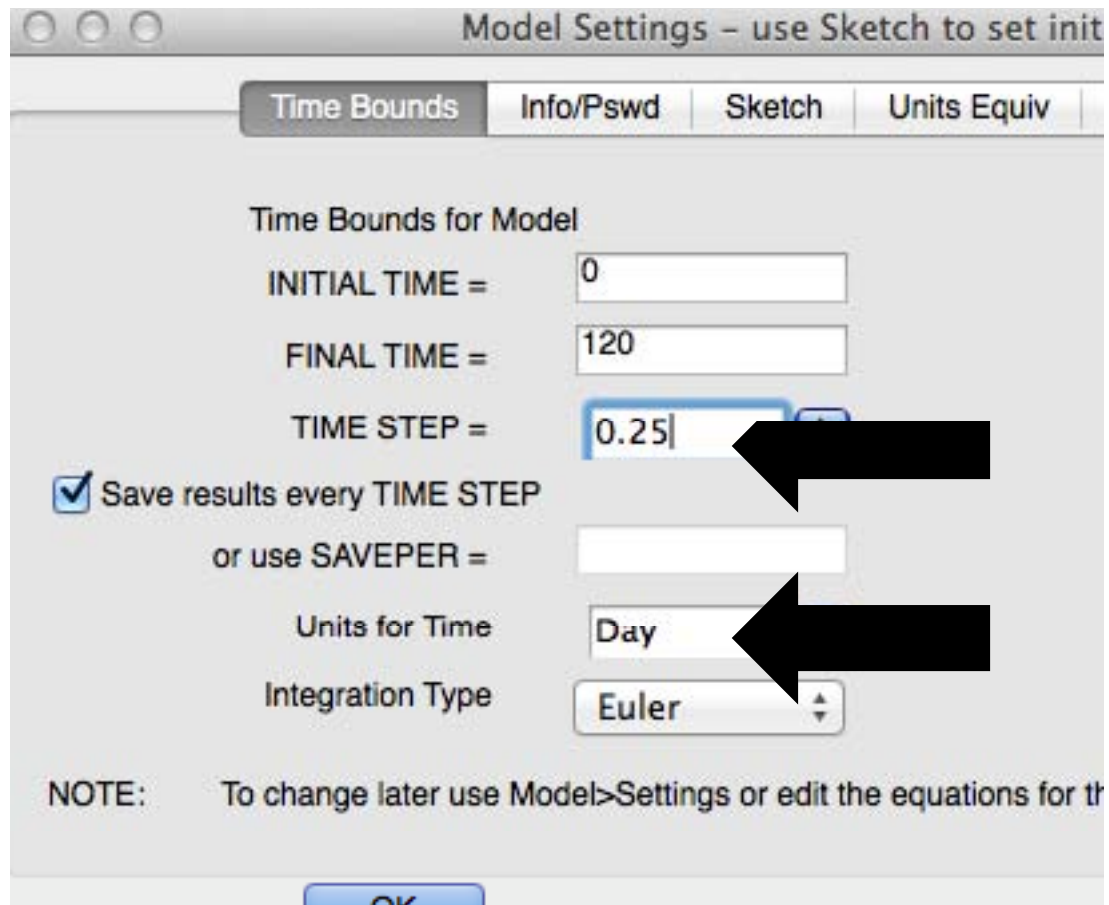 Model Settings – use Sketch to set init
Time Bounds Info/Pswd Sketch Units Equiv
Time Bounds for Model
INITIAL TIME = 0
FINAL TIME = 120
TIME STEP = 0.25
Save results every TIME STEP
or use SAVEPER =
Units for Time Day
Integration Type Euler
NOTE: To change later use Model>Settings or edit the equations for th
OK